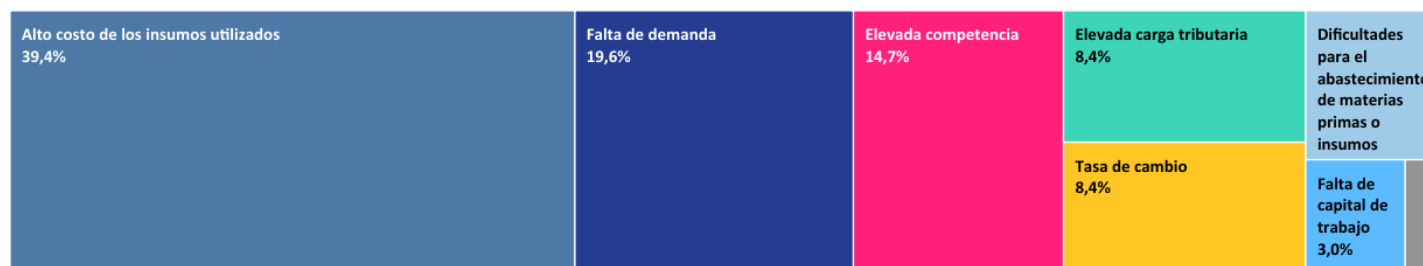 Alto costo de los insumos utilizados
39,4%
Falta de demanda
19,6%
Elevada competencia
14,7%
Elevada carga tributaria
8,4%
Tasa de cambio
8,4%
Dificultades
para el
abastecimiento
de materias
primas o
insumos
Falta de
capital de
trabajo
3,0%